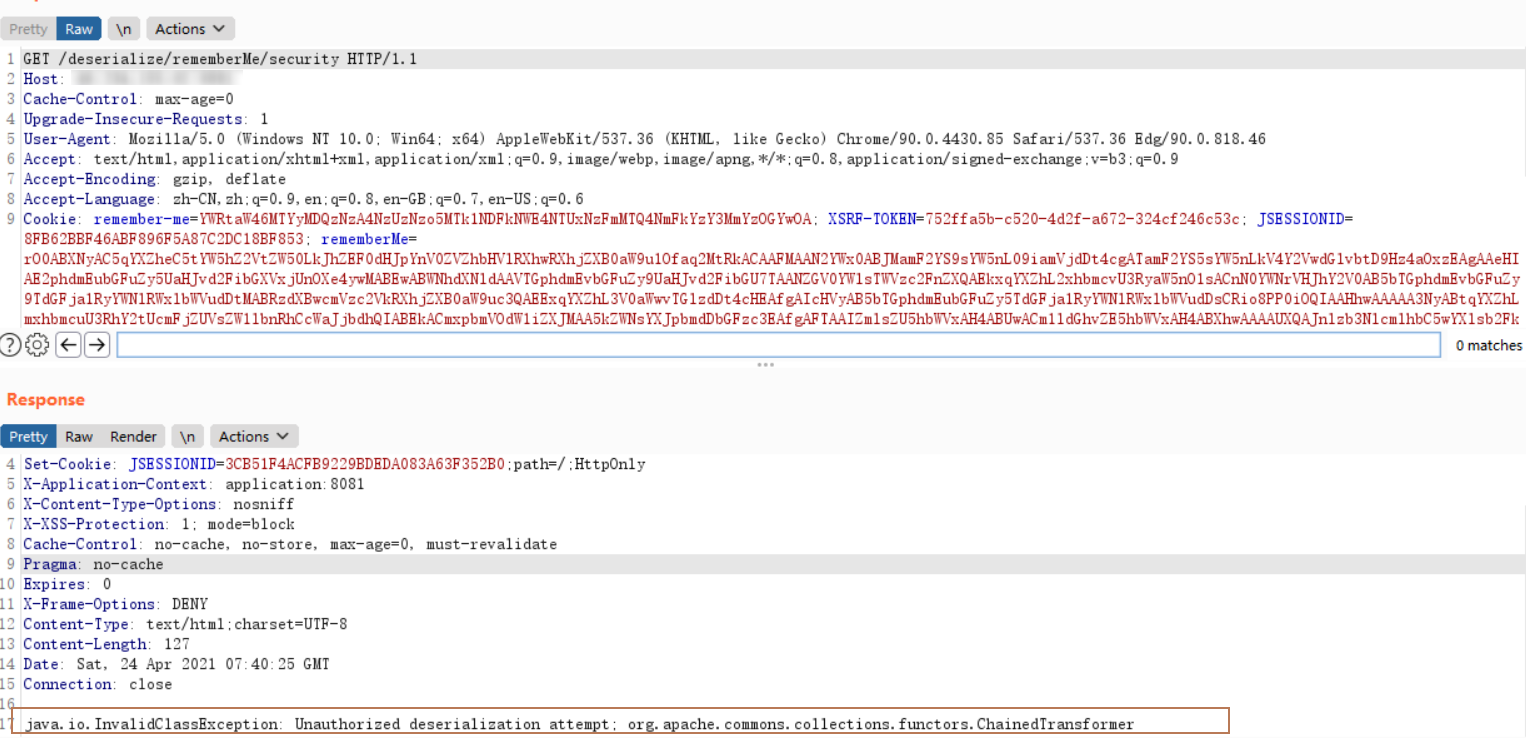 Pretty Raw \n Actions
1 GET /deserialize/rememberMe/security HTTP/1.1
2 Host:
3 Cache-Control: max-age=0
4 Upgrade-Insecure-Requests: 1
5 User-Agent: Mozilla/5.0 (Windows NT 10.0; Win64; x64) AppleWebKit/537.36 (KHTML, like Gecko) Chrome/90.0.4430.85 Safari/537.36 Edg/90.0.818.46
6 Accept: text/html,application/xhtml+xml,application/xml;q=0.9,image/webp,image/apng,*/*;q=0.8,application/signed-exchange;v=b3;q=0.9
7 Accept-Encoding: gzip, deflate
8 Accept-Language: zh-CN,zh;q=0.9,en;q=0.8,en-GB;q=0.7,en-US;q=0.6
9 Cookie: remember-me=YWRtaW46MTYyMDQzNzA4NzUzNzo5MTk1NDFkNWE4NTUxNzFmMTQ4NmFkYzY3MmYzOGYwOA; XSRF-TOKEN=752ffa5b-c520-4d2f-a672-324cf246c53c; JSESSIONID=
8FB62BBF46ABF896F5A87C2DC18BF853; rememberMe=
rO0ABXNyAC5qYXZheC5tYW5hZ2VtZW50LkJhZEF0dHJpYnV0ZVZhbHVlRXhwRXhjZXB0aW9u1Ofaq2MtRkACAAFMAAN2YWx0ABJMamF2YS9sYW5nL09iamVjdDt4cgATamF2YS5sYW5nLkV4Y2VwdGlvbtD9Hz4aOxzEAgAAeHI
AE2phdmEubGFuZy5UaHJvd2FibGXVxjUnOXe4ywMABEwABWNhdXNldAAVTGphdmEvbGFuZy9UaHJvd2FibGU7TAANZGV0YWlsTWVzc2FnZXQAEkxqYXZhL2xhbmcvU3RyaW5nO1sACnN0YWNrVHJhY2V0AB5bTGphdmEvbGFuZy
9TdGFja1RyYWNlRWxlbWVudDtMABRzdXBwcmVzc2VkRXhjZXB0aW9uc3QAEExqYXZhL3V0aWwvTGlzdDt4cHEAfgAIcHVyAB5bTGphdmEubGFuZy5TdGFja1RyYWNlRWxlbWVudDsCRio8PP0iOQIAAHhwAAAAA3NyABtqYXZhL
mxhbmcuU3RhY2tUcmFjZUVsZW1lbnRhCcWaJjbdhQIABEkACmxpbmVOdW1iZXJMAA5kZWNsYXJpbmdDbGFzc3EAfgAFTAAIZmlsZU5hbWVxAH4ABUwACm1ldGhvZE5hbWVxAH4ABXhwAAAAUXQAJnlzb3NlcmlhbC5wYXlsb2Fk
0 matches
Response
Pretty Raw Render \n Actions
4 Set-Cookie: JSESSIONID=3CB51F4ACFB9229BDEDA083A63F352B0;path=/;HttpOnly
5 X-Application-Context: application:8081
6 X-Content-Type-Options: nosniff
7 X-XSS-Protection: 1; mode=block
8 Cache-Control: no-cache, no-store, max-age=0, must-revalidate
9 Pragma: no-cache
10 Expires: 0
11 X-Frame-Options: DENY
12 Content-Type: text/html;charset=UTF-8
13 Content-Length: 127
14 Date: Sat, 24 Apr 2021 07:40:25 GMT
15 Connection: close
16
17 java.io.InvalidClassException: Unauthorized deserialization attempt; org.apache.commons.collections.functors.ChainedTransformer